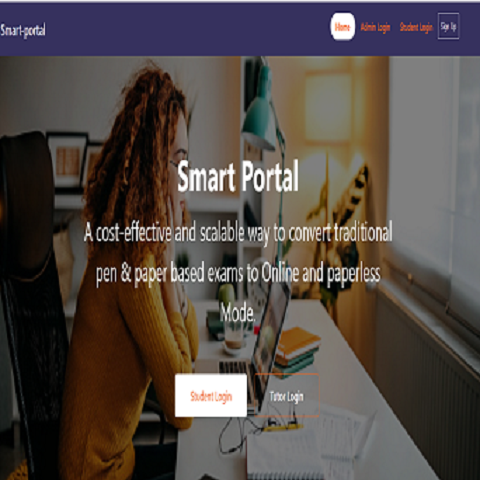 Smart-portal
Home Admin Login Student Login Sign Up
Smart Portal
A cost-effective and scalable way to convert traditional
pen & paper based exams to Online and paperless
Mode.
Student Login Tutor Login